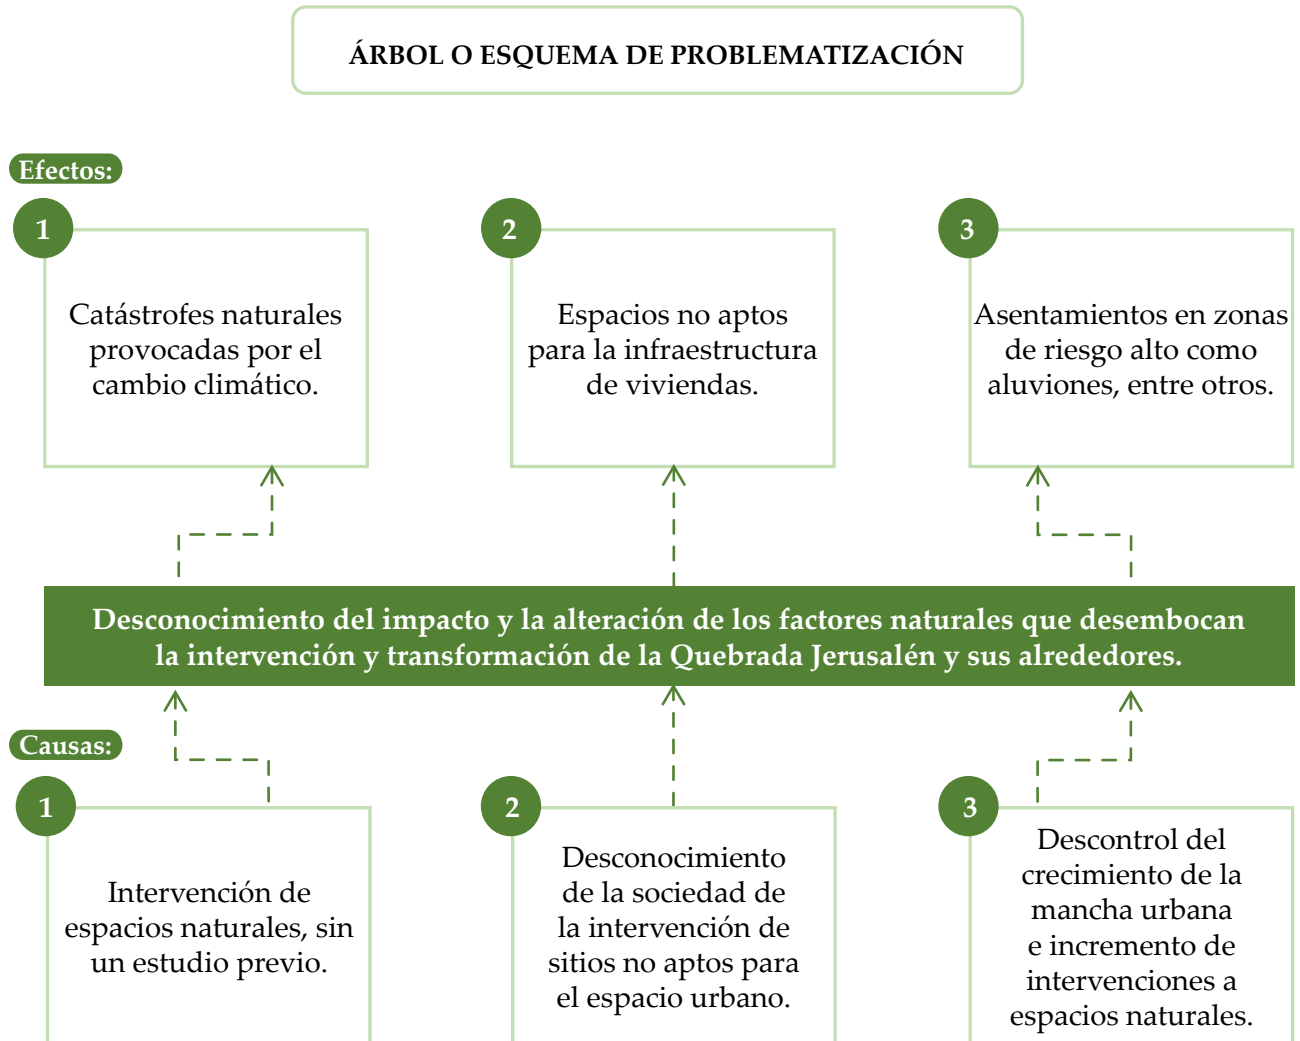 ÁRBOL O ESQUEMA DE PROBLEMATIZACIÓN
Efectos:
1
Catástrofes naturales
provocadas por el
cambio climático.
2
Espacios no aptos
para la infraestructura
de viviendas.
3
Asentamientos en zonas
de riesgo alto como
aluviones, entre otros.
Desconocimiento del impacto y la alteración de los factores naturales que desembocan
la intervención y transformación de la Quebrada Jerusalén y sus alrededores.
Causas:
1
Intervención de
espacios naturales, sin
un estudio previo.
2
Desconocimiento
de la sociedad de
la intervención de
sitios no aptos para
el espacio urbano.
3
Descontrol del
crecimiento de la
mancha urbana
e incremento de
intervenciones a
espacios naturales.